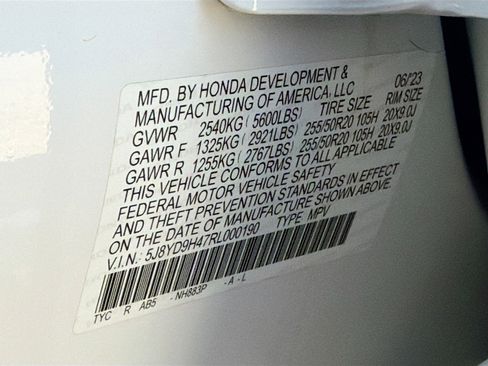 MFD. BY HONDA DEVELOPMENT & 06/23
MANUFACTURING OF AMERICA, LLC
GVWR 2540KG (5600LBS) TIRE SIZE RIM SIZE
GAWR F 1325KG (2921LBS) 255/50R20 105H 20X9.0J
GAWR R 1255KG (2767LBS) 255/50R20 105H 20X9.0J
THIS VEHICLE CONFORMS TO ALL APPLICABLE
FEDERAL MOTOR VEHICLE SAFETY
AND THEFT PREVENTION STANDARDS IN EFFECT
ON THE DATE OF MANUFACTURE SHOWN ABOVE.
V.I.N.: 5J8YD9H47RL000190 TYPE MPV
TYC R AB5 -NH883P -A-L